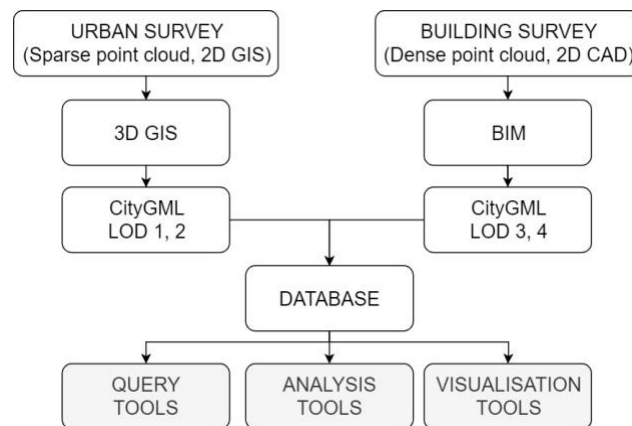 URBAN SURVEY
(Sparse point cloud, 2D GIS)
BUILDING SURVEY
(Dense point cloud, 2D CAD)
3D GIS
BIM
CityGML
LOD 1, 2
CityGML
LOD 3, 4
DATABASE
QUERY
TOOLS
ANALYSIS
TOOLS
VISUALISATION
TOOLS